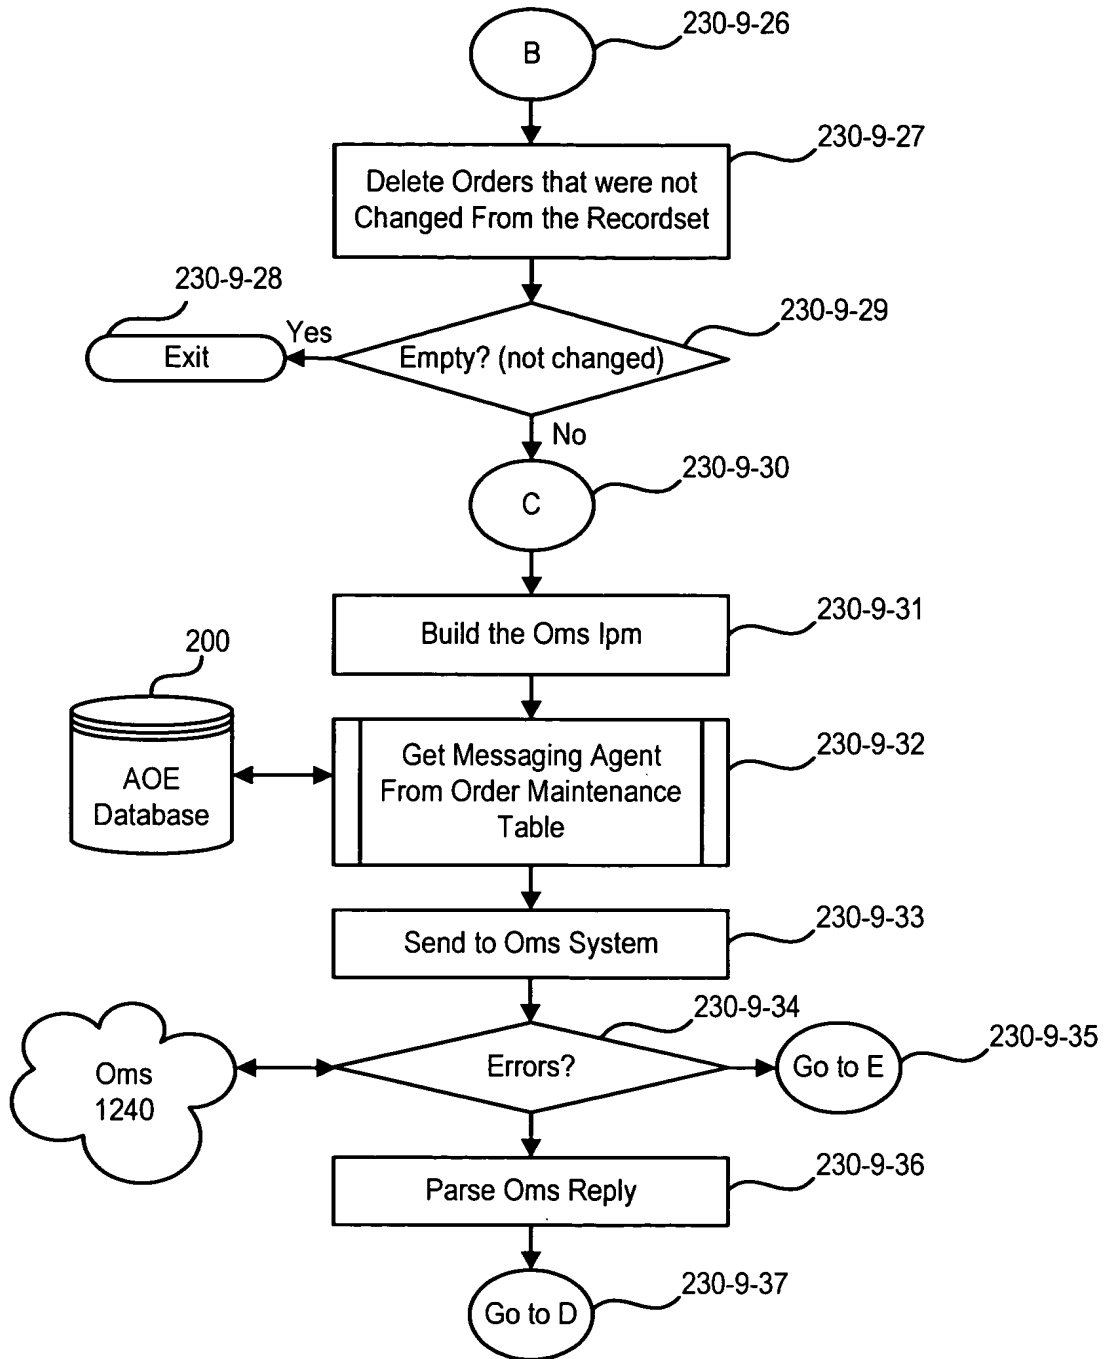 B
230-9-26
230-9-27
Delete Orders that were not
Changed From the Recordset
230-9-28
Exit
Yes
Empty? (not changed)
230-9-29
No
C
230-9-30
Build the Oms Ipm
230-9-31
200
AOE
Database
Get Messaging Agent
From Order Maintenance
Table
230-9-32
Send to Oms System
230-9-33
Oms
1240
Errors?
230-9-34
Go to E
230-9-35
Parse Oms Reply
230-9-36
Go to D
230-9-37